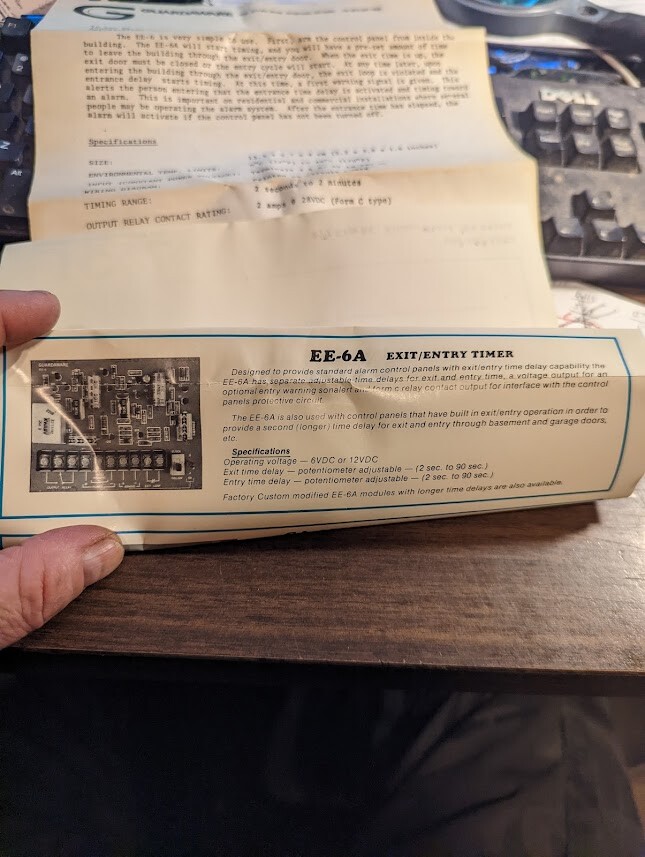 G GUARDWARE
The EE-6 is very simple to use. First, arm the control panel from inside the
building. The EE-6A will start timing, and you will have a pre-set amount of time
to leave the building through the exit/entry door. When the exit time is up, the
exit door must be closed or the entry cycle will start. At any time later, upon
entering the building through the exit/entry door, the exit loop is violated and the
entrance delay starts timing. At this time, a first warning signal is given. This
alerts the person entering that the entrance time delay is activated and timing toward
an alarm. This is important on residential and commercial installations where several
people may be operating the alarm system. After the entrance time has elapsed, the
alarm will activate if the control panel has not been turned off.
Specifications
SIZE:
ENVIRONMENTAL TEMP. LIMITS:
WIRING DIAGRAM:
TIMING RANGE: 2 seconds to 3 minutes
OUTPUT RELAY CONTACT RATING: 2 amps @ 28VDC (Form C type)
DELL
Alt
N
GUARDWARE
EE-6A EXIT/ENTRY TIMER
Designed to provide standard alarm control panels with exit/entry time delay capability the
EE-6A has separate adjustable time delays for exit and entry time, a voltage output for an
optional entry warning sonalert and form c relay contact output for interface with the control
panels protective circuit.
The EE-6A is also used with control panels that have built in exit/entry operation in order to
provide a second (longer) time delay for exit and entry through basement and garage doors,
etc.
Specifications
Operating voltage — 6VDC or 12VDC
Exit time delay — potentiometer adjustable — (2 sec. to 90 sec.)
Entry time delay — potentiometer adjustable — (2 sec. to 90 sec.)
Factory Custom modified EE-6A modules with longer time delays are also available.